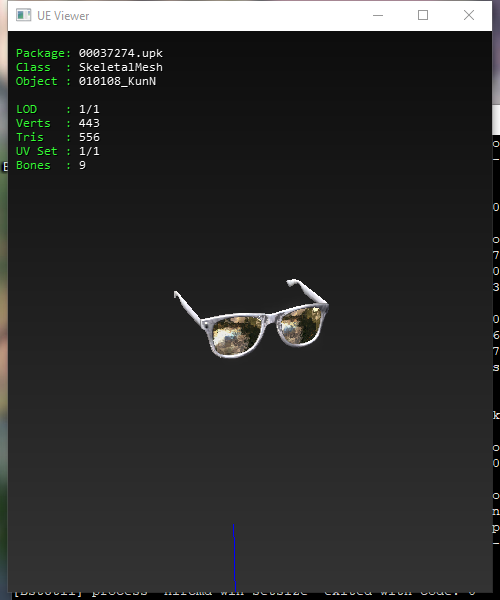 UE Viewer
Package: 00037274.upk
Class  : SkeletalMesh
Object : 010108_KunN
LOD    : 1/1
Verts  : 443
Tris   : 556
UV Set : 1/1
Bones  : 9